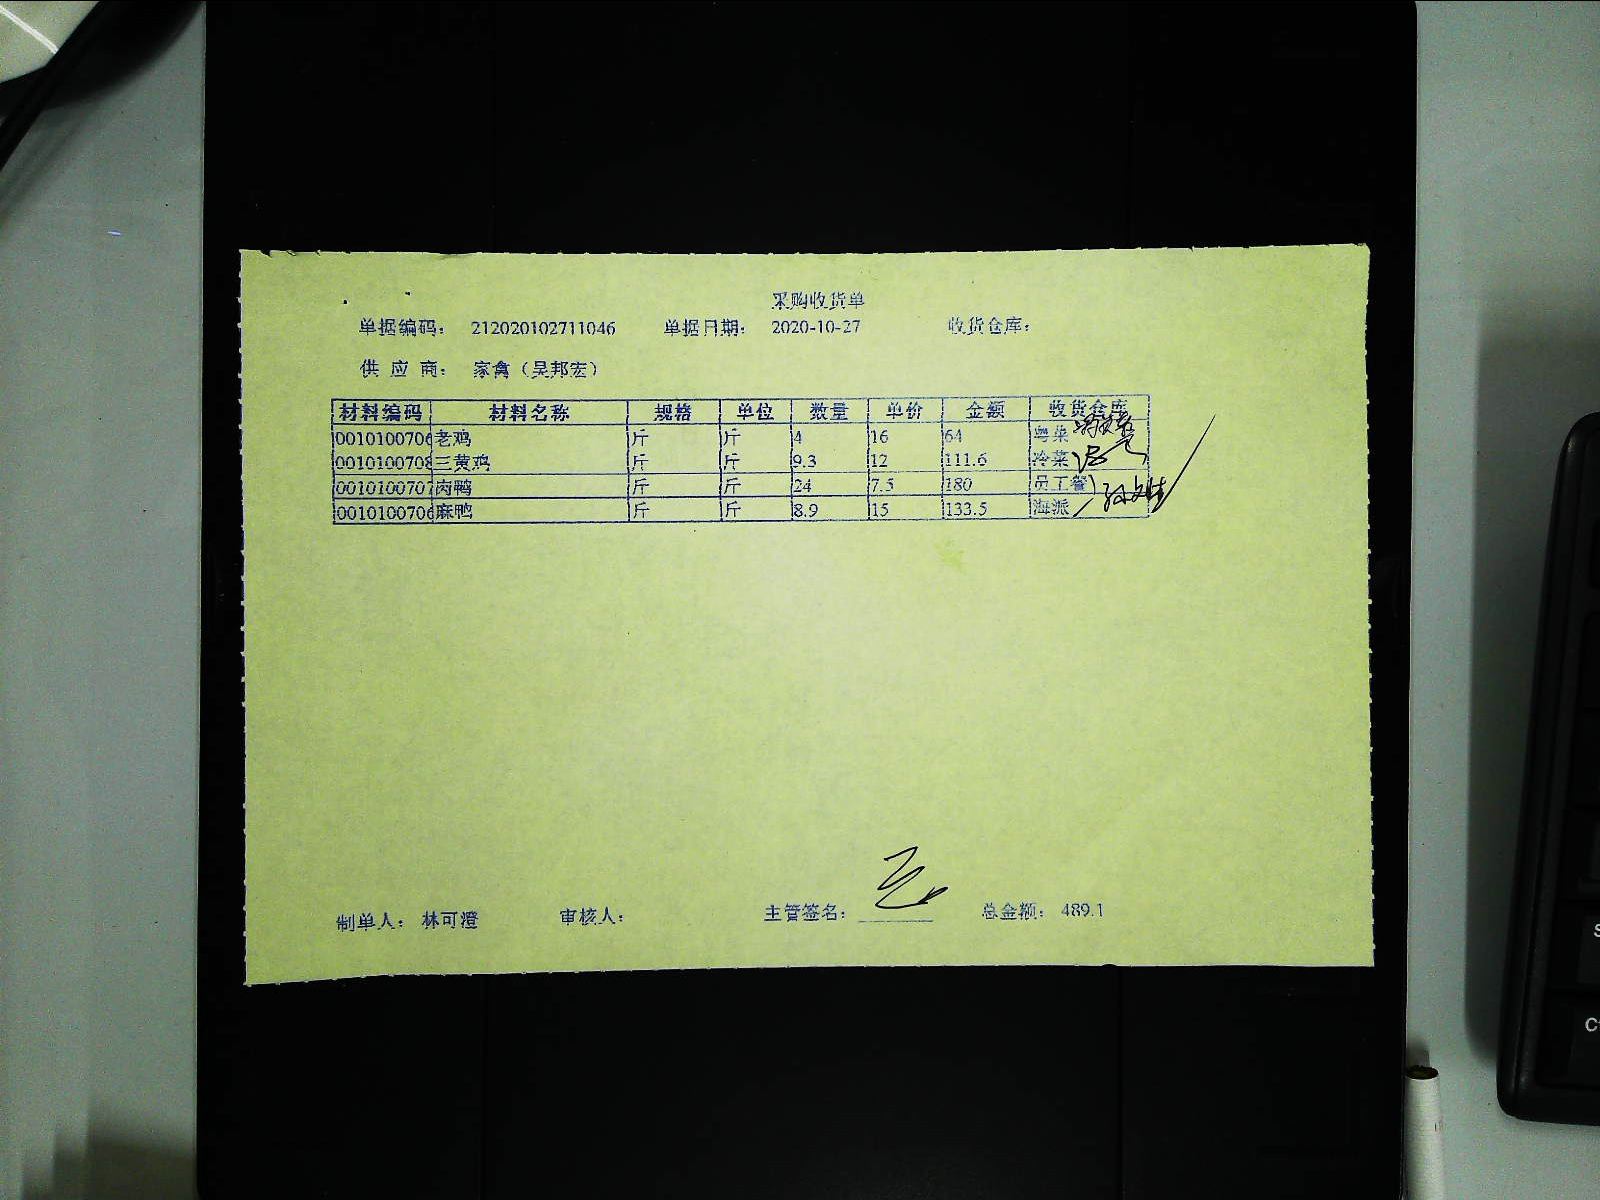 采购收货单
单据编码: 212020102711046 单据日期: 2020-10-27 收货仓库:
供 应 商: 家禽（吴邦宏）
材料编码 材料名称 规格 单位 数量 单价 金额 收货仓库
0010100706 老鸡 斤 斤 4 16 64 粤菜
0010100708 三黄鸡 斤 斤 9.3 12 111.6 冷菜
0010100707 肉鸭 斤 斤 24 7.5 180 员工餐
0010100706 麻鸭 斤 斤 8.9 15 133.5 海派
制单人: 林可澄 审核人: 主管签名: 总金额: 489.1